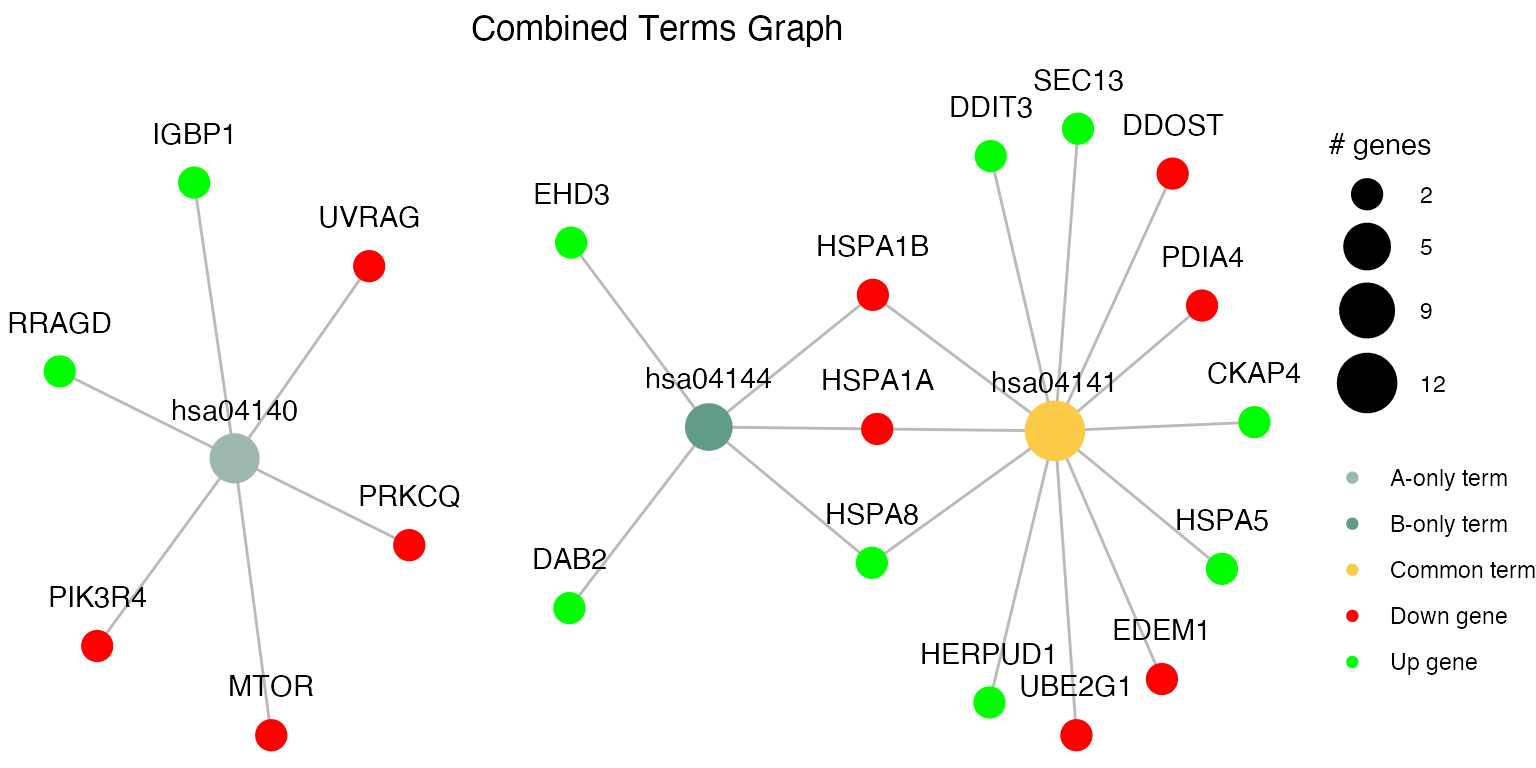 Combined Terms Graph
SEC13
DDIT3
DDOST
IGBP1
# genes
EHD3
2
UVRAG
HSPA1B
5
PDIA4
RRAGD
9
hsa04144
HSPA1A
hsa04141
CKAP4
12
hsa04140
A-only term
PRKCQ
HSPA8
HSPA5
B-only term
DAB2
Common term
PIK3R4
Down gene
EDEM1
HERPUD1
Up gene
MTOR
UBE2G1